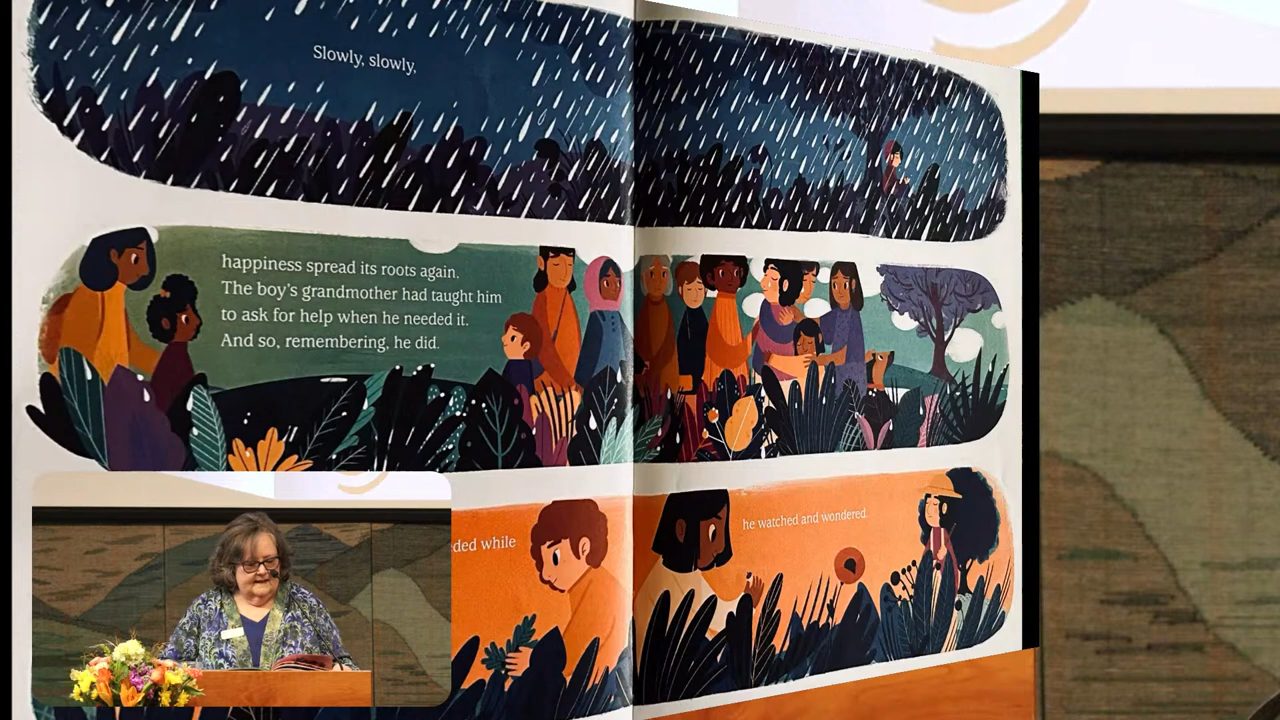 Slowly, slowly,
happiness spread its roots again.
The boy's grandmother had taught him
to ask for help when he needed it.
And so, remembering, he did.
while
he watched and wondered.